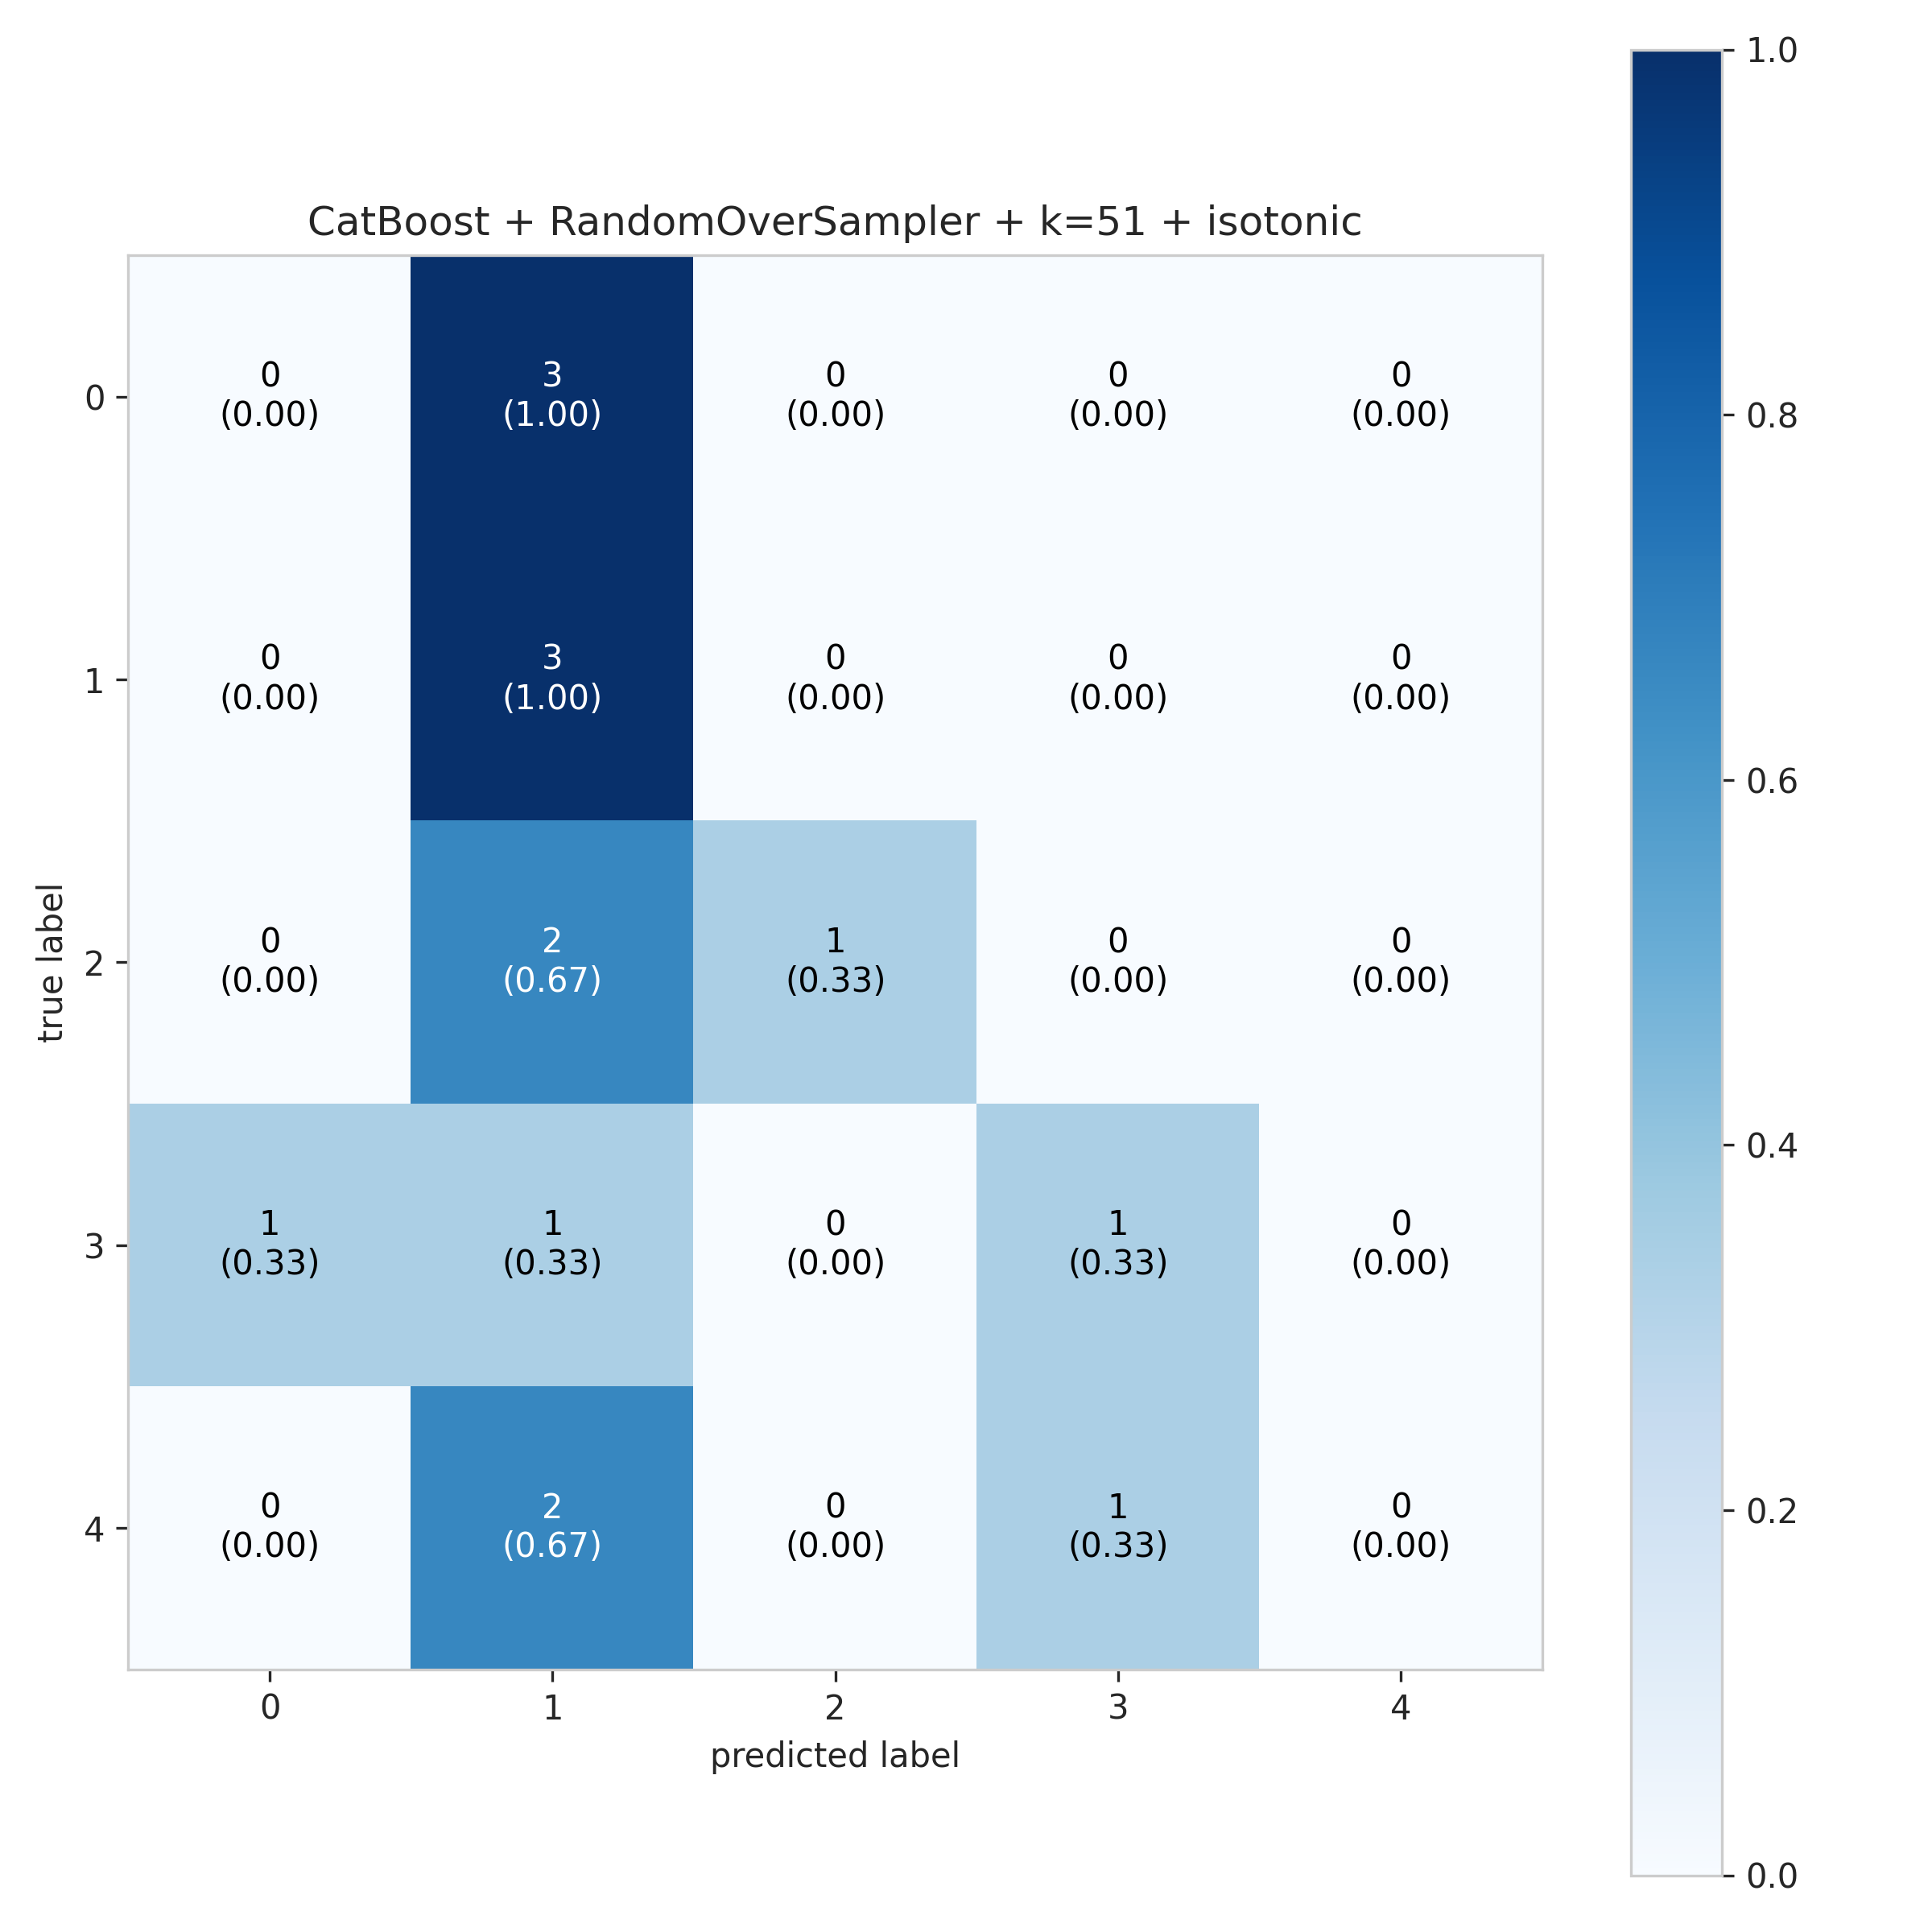 CatBoost + RandomOverSampler + k=51 + isotonic
1.0
0.8
0.6
0.4
0.2
0.0
true label
0
0 3 0 0 0
(0.00) (1.00) (0.00) (0.00) (0.00)
1
0 3 0 0 0
(0.00) (1.00) (0.00) (0.00) (0.00)
2
0 2 1 0 0
(0.00) (0.67) (0.33) (0.00) (0.00)
3
1 1 0 1 0
(0.33) (0.33) (0.00) (0.33) (0.00)
4
0 2 0 1 0
(0.00) (0.67) (0.00) (0.33) (0.00)
0 1 2 3 4
predicted label